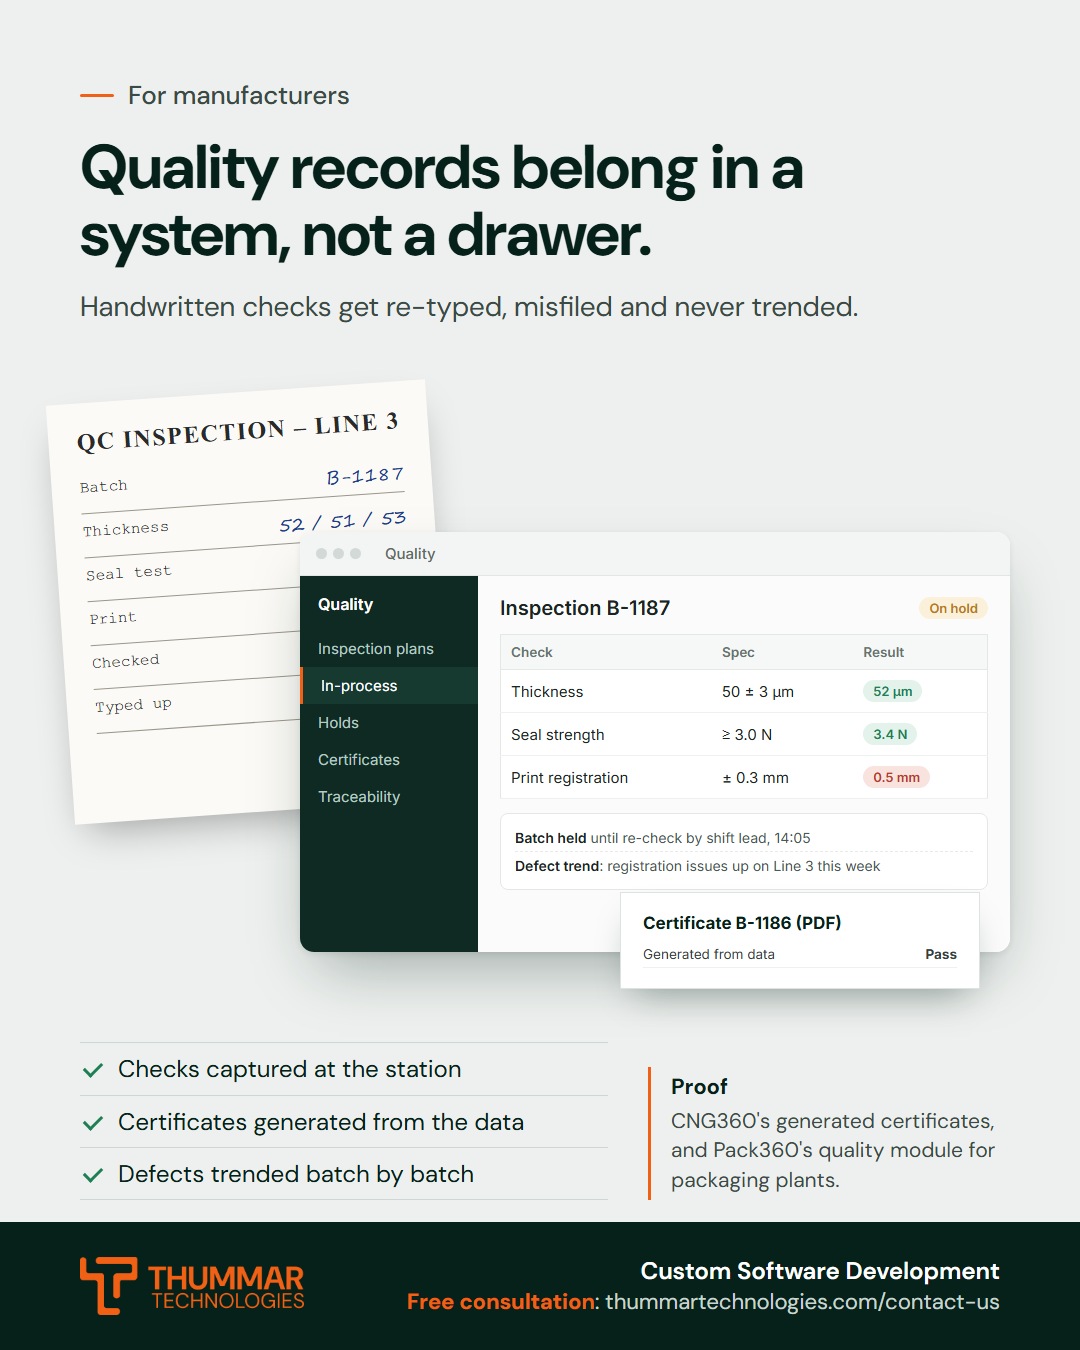 For manufacturers
Quality records belong in a
system, not a drawer.
Handwritten checks get re-typed, misfiled and never trended.
QC INSPECTION – LINE 3
Batch B-1187
Thickness 52 / 51 / 53
Seal test
Print
Checked
Typed up
Quality
Quality
Inspection plans
In-process
Holds
Certificates
Traceability
Inspection B-1187 On hold
Check Spec Result
Thickness 50 ± 3 µm 52 µm
Seal strength ≥ 3.0 N 3.4 N
Print registration ± 0.3 mm 0.5 mm
Batch held until re-check by shift lead, 14:05
Defect trend: registration issues up on Line 3 this week
Certificate B-1186 (PDF)
Generated from data Pass
Checks captured at the station
Certificates generated from the data
Defects trended batch by batch
Proof
CNG360's generated certificates,
and Pack360's quality module for
packaging plants.
THUMMAR
TECHNOLOGIES
Custom Software Development
Free consultation: thummartechnologies.com/contact-us